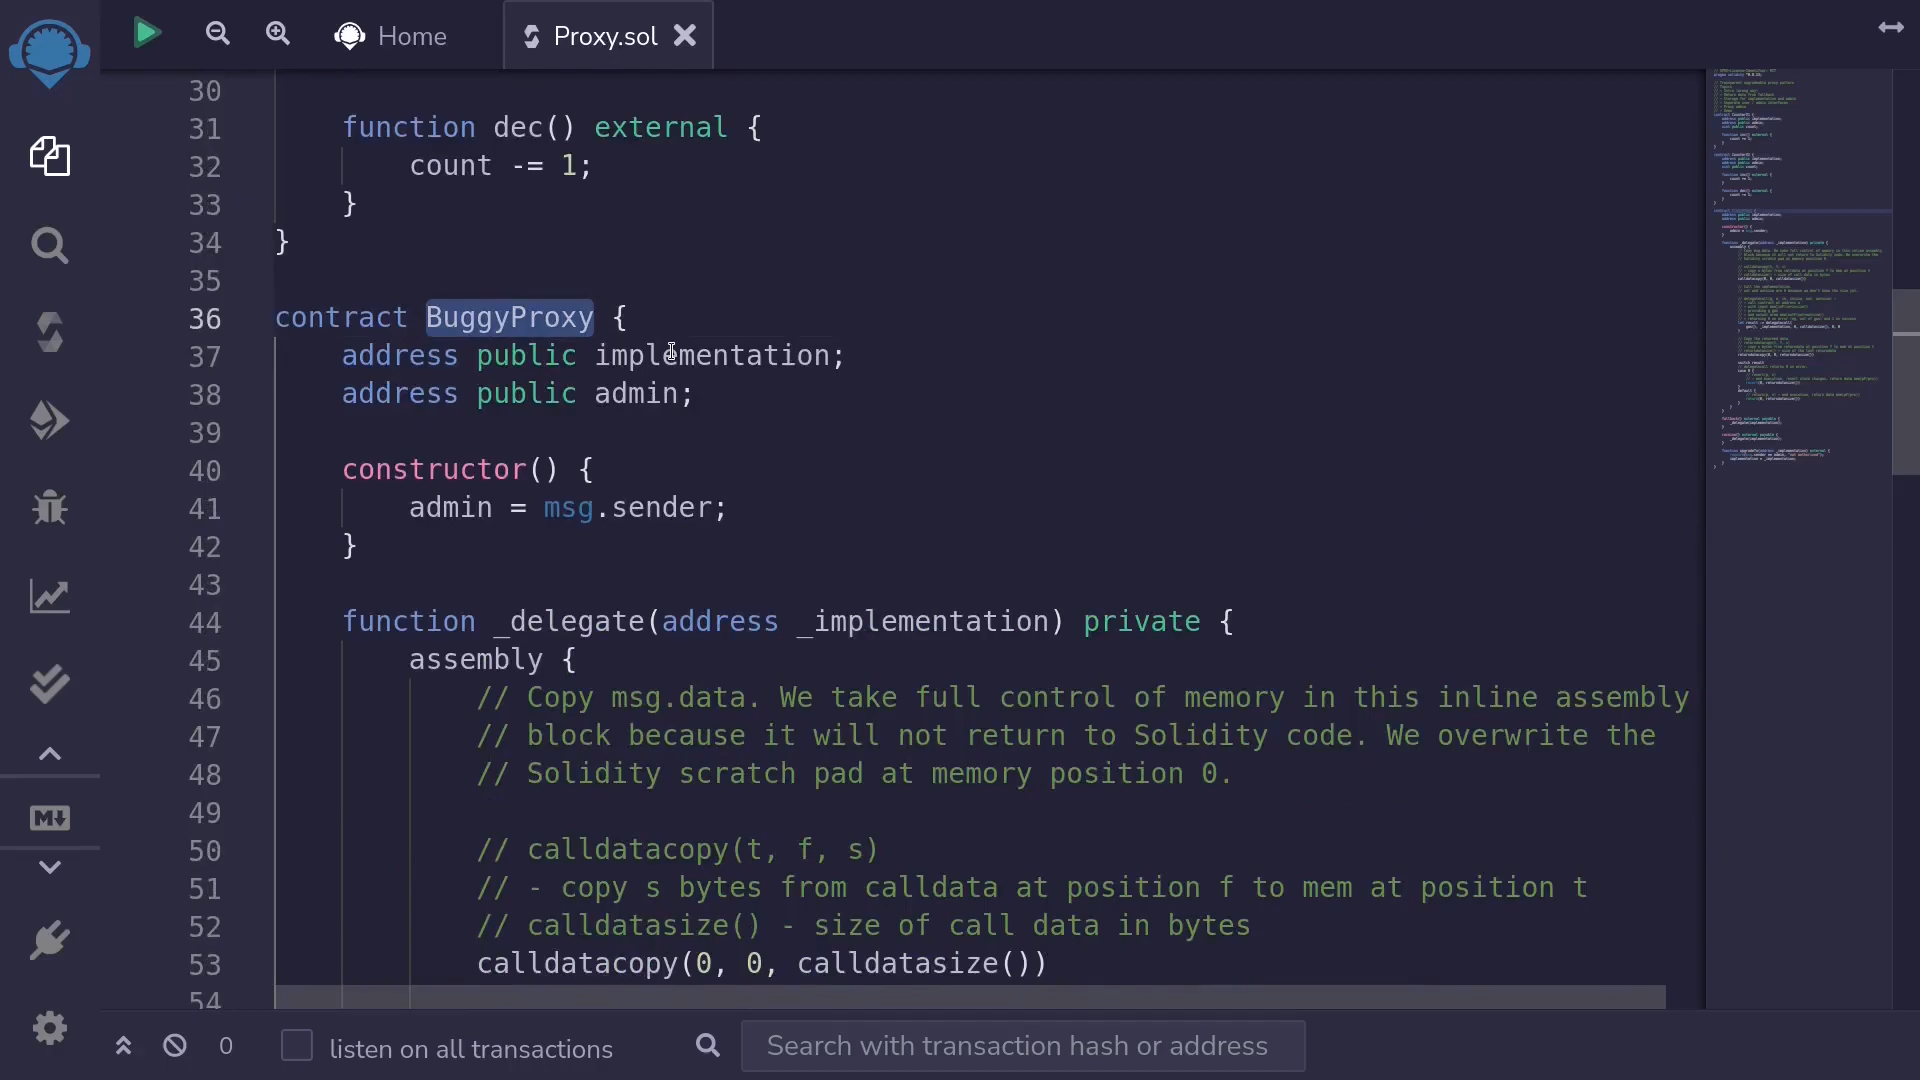 Home
Proxy.sol
30
31 function dec() external {
32 count -= 1;
33 }
34 }
35
36 contract BuggyProxy {
37 address public implementation;
38 address public admin;
39
40 constructor() {
41 admin = msg.sender;
42 }
43
44 function _delegate(address _implementation) private {
45 assembly {
46 // Copy msg.data. We take full control of memory in this inline assembly
47 // block because it will not return to Solidity code. We overwrite the
48 // Solidity scratch pad at memory position 0.
49
50 // calldatacopy(t, f, s)
51 // - copy s bytes from calldata at position f to mem at position t
52 // calldatasize() - size of call data in bytes
53 calldatacopy(0, 0, calldatasize())
54
M↓
0
listen on all transactions
Search with transaction hash or address